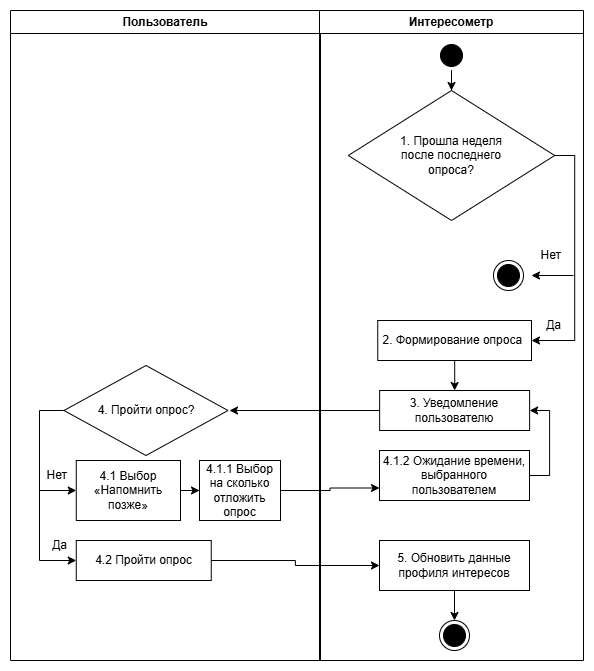 Пользователь
Интересометр
1. Прошла неделя
после последнего
опроса?
Нет
Да
2. Формирование опроса
3. Уведомление
пользователю
4. Пройти опрос?
Нет
4.1 Выбор
«Напомнить
позже»
4.1.1 Выбор
на сколько
отложить
опрос
4.1.2 Ожидание времени,
выбранного
пользователем
Да
4.2 Пройти опрос
5. Обновить данные
профиля интересов